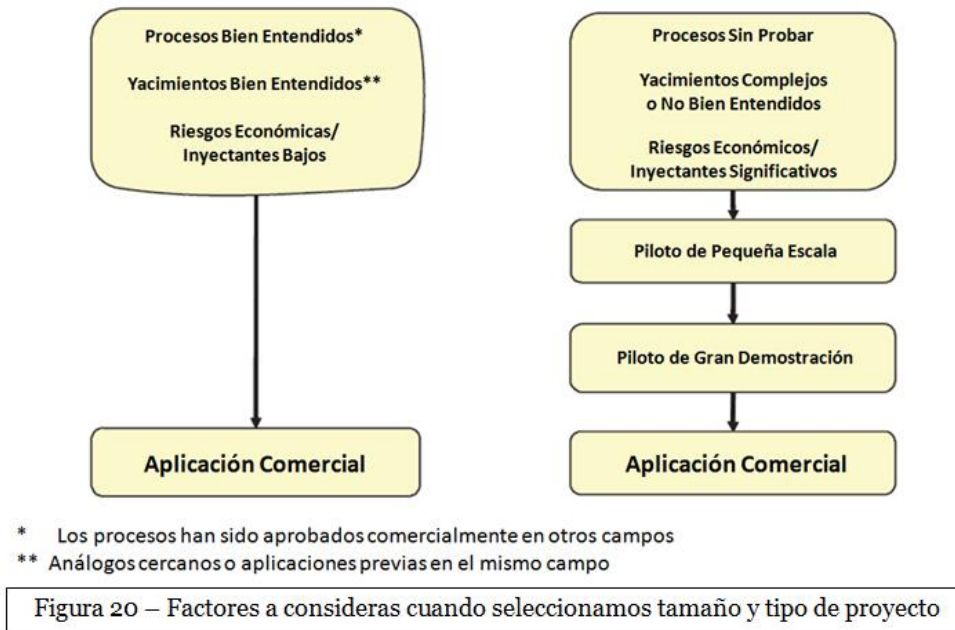 Procesos Bien Entendidos*
Yacimientos Bien Entendidos**
Riesgos Económicas/
Inyectantes Bajos
Aplicación Comercial
Procesos Sin Probar
Yacimientos Complejos
o No Bien Entendidos
Riesgos Económicos/
Inyectantes Significativos
Piloto de Pequeña Escala
Piloto de Gran Demostración
Aplicación Comercial
* Los procesos han sido aprobados comercialmente en otros campos
** Análogos cercanos o aplicaciones previas en el mismo campo
Figura 20 – Factores a consideras cuando seleccionamos tamaño y tipo de proyecto